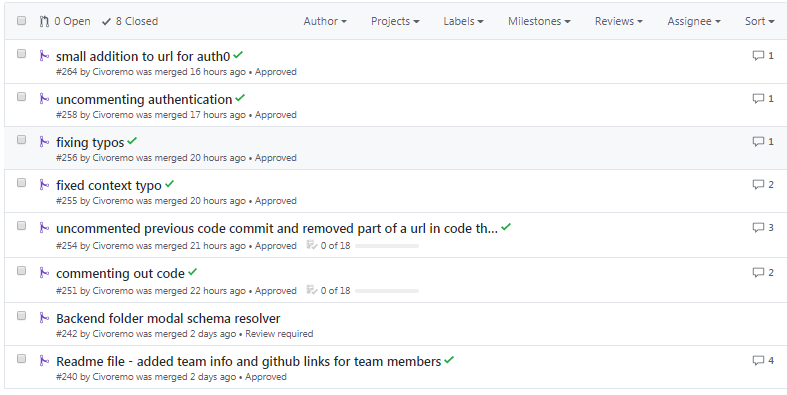 0 Open 8 Closed Author Projects Labels Milestones Reviews Assignee Sort
small addition to url for auth0 1
#264 by Civoremo was merged 16 hours ago • Approved
uncommenting authentication 1
#258 by Civoremo was merged 17 hours ago • Approved
fixing typos 1
#256 by Civoremo was merged 20 hours ago • Approved
fixed context typo 2
#255 by Civoremo was merged 20 hours ago • Approved
uncommented previous code commit and removed part of a url in code th... 3
#254 by Civoremo was merged 21 hours ago • Approved 0 of 18
commenting out code 2
#251 by Civoremo was merged 22 hours ago • Approved 0 of 18
Backend folder modal schema resolver
#242 by Civoremo was merged 2 days ago • Review required
Readme file - added team info and github links for team members 4
#240 by Civoremo was merged 2 days ago • Approved